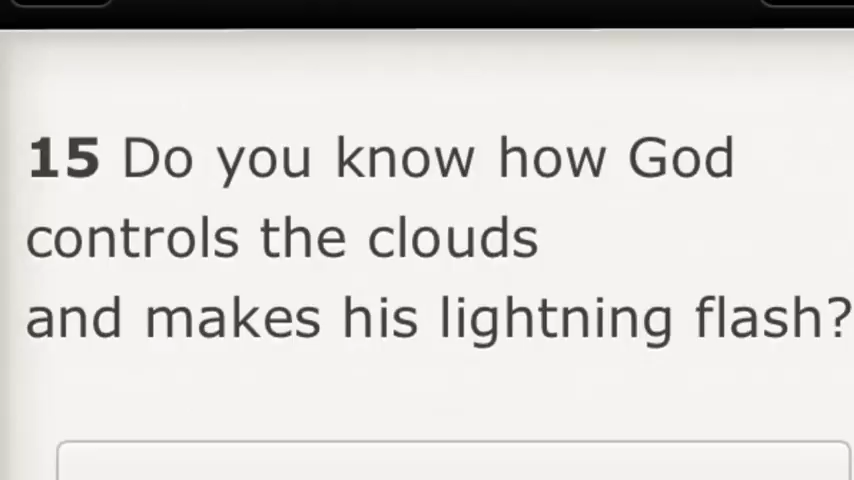 15 Do you know how God
controls the clouds
and makes his lightning flash?